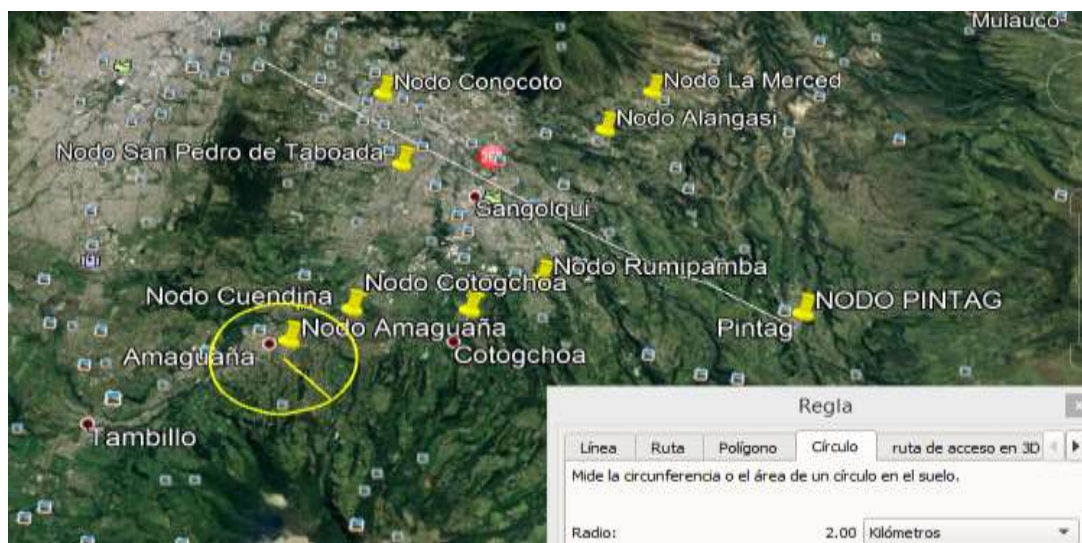 Mulauco
Nodo Conocoto
Nodo La Merced
Nodo Alangasi
Nodo San Pedro de Taboada
Sangolquí
Nodo Rumipamba
Nodo Cotogchoa
Nodo Cuendina
NODO PINTAG
Nodo Amaguaña
Pintag
Amaguaña
Cotogchoa
Tambillo
Regla
Línea Ruta Polígono Círculo ruta de acceso en 3D
Mide la circunferencia o el área de un círculo en el suelo.
Radio: 2.00 Kilómetros